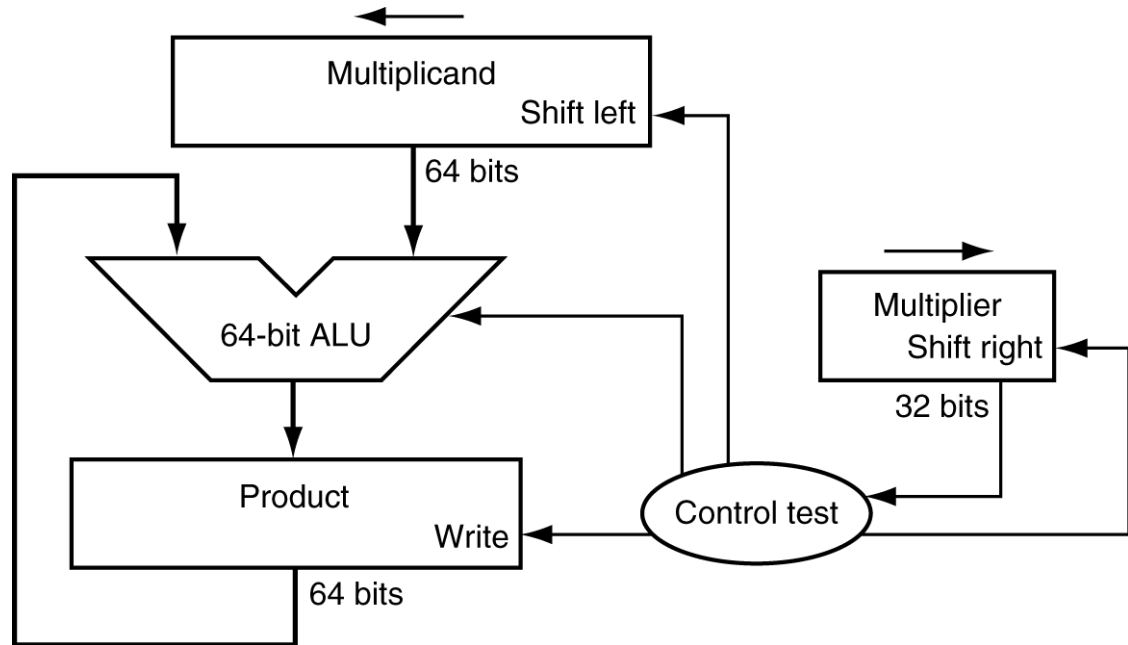 Multiplicand
Shift left
64 bits
64-bit ALU
Multiplier
Shift right
32 bits
Product
Write
64 bits
Control test